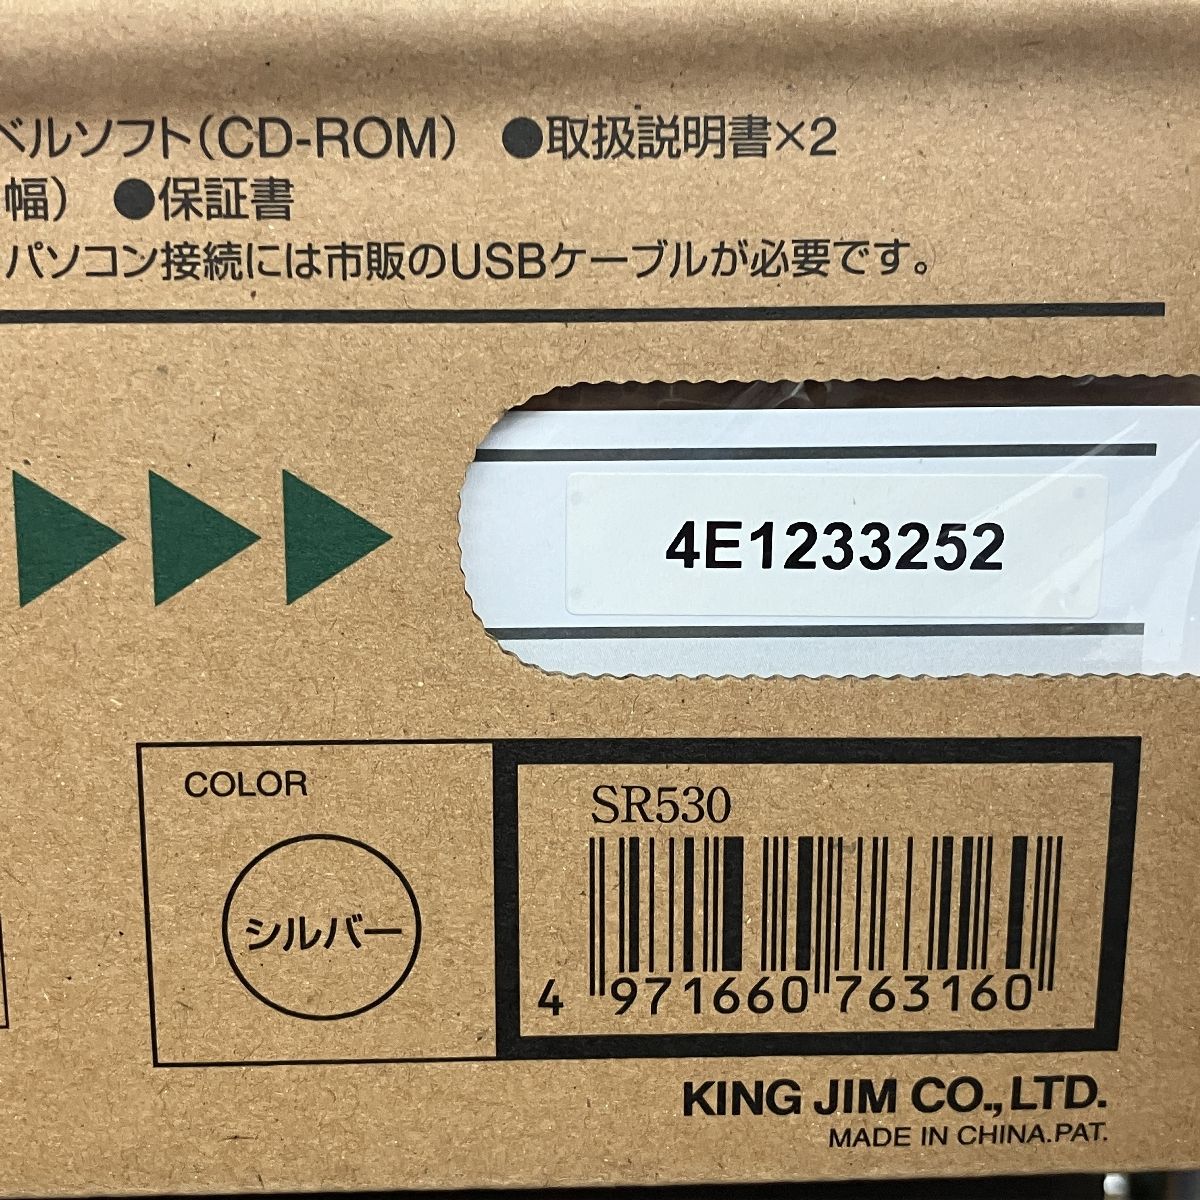 ベルソフト(CD-ROM) ●取扱説明書×2
幅) ●保証書
パソコン接続には市販のUSBケーブルが必要です。
4E1233252
COLOR
シルバー
SR530
4 971660 763160
KING JIM CO.,LTD.
MADE IN CHINA.PAT.